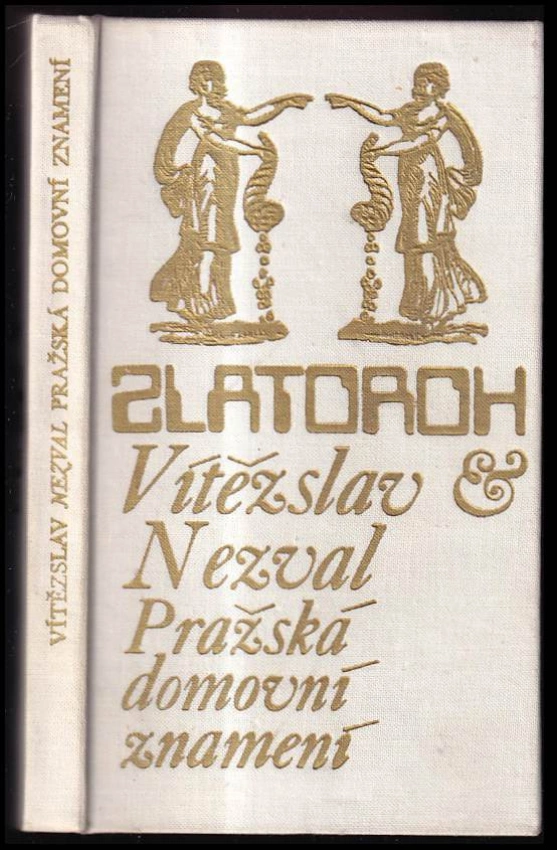 VÍTĚZSLAV NEZVAL PRAŽSKÁ DOMOVNÍ ZNAMENÍ
ZLATOROH
Vítězslav &
Nezval
Pražská
domovní
znamení